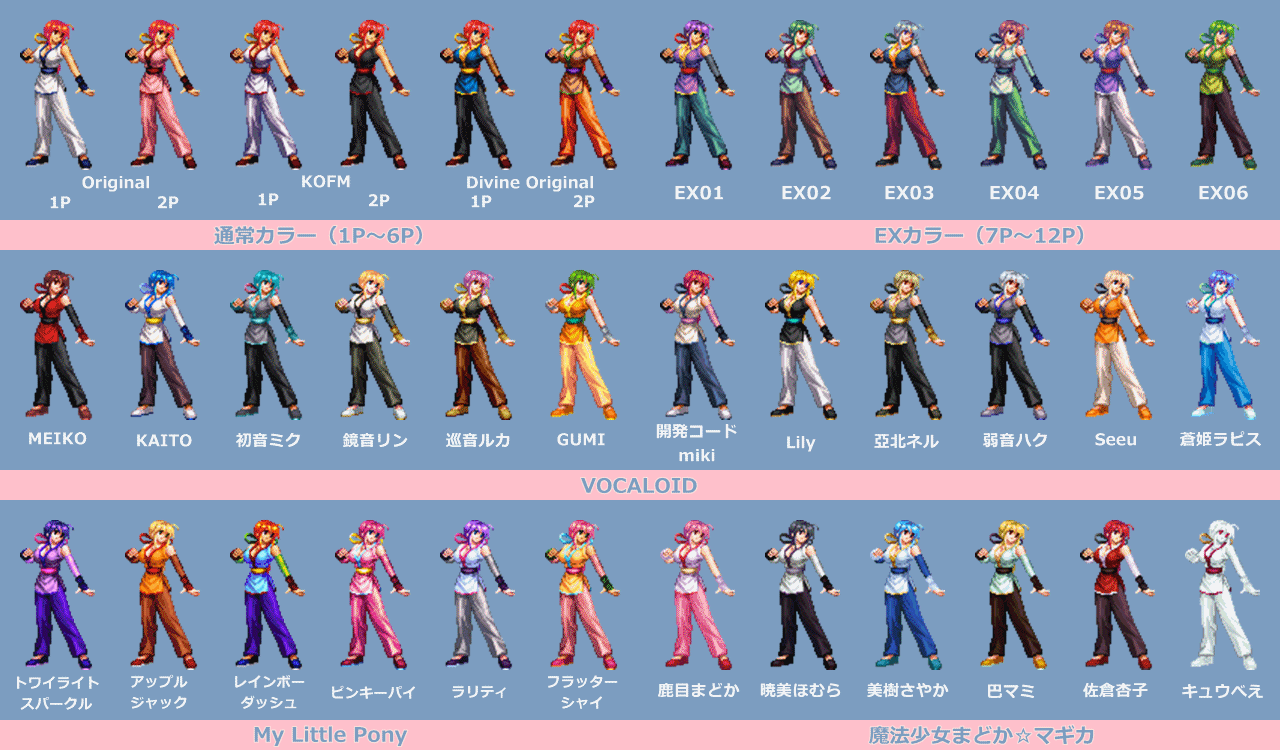 Original
1P 2P
KOFM
1P 2P
Divine Original
1P 2P
EX01
EX02
EX03
EX04
EX05
EX06
通常カラー（1P～6P）
EXカラー（7P～12P）
MEIKO
KAITO
初音ミク
鏡音リン
巡音ルカ
GUMI
開発コード
miki
Lily
亞北ネル
弱音ハク
Seeu
蒼姫ラピス
VOCALOID
トワイライト
スパークル
アップル
ジャック
レインボー
ダッシュ
ピンキーパイ
ラリティ
フラッター
シャイ
鹿目まどか
暁美ほむら
美樹さやか
巴マミ
佐倉杏子
キュウべえ
My Little Pony
魔法少女まどか☆マギカ